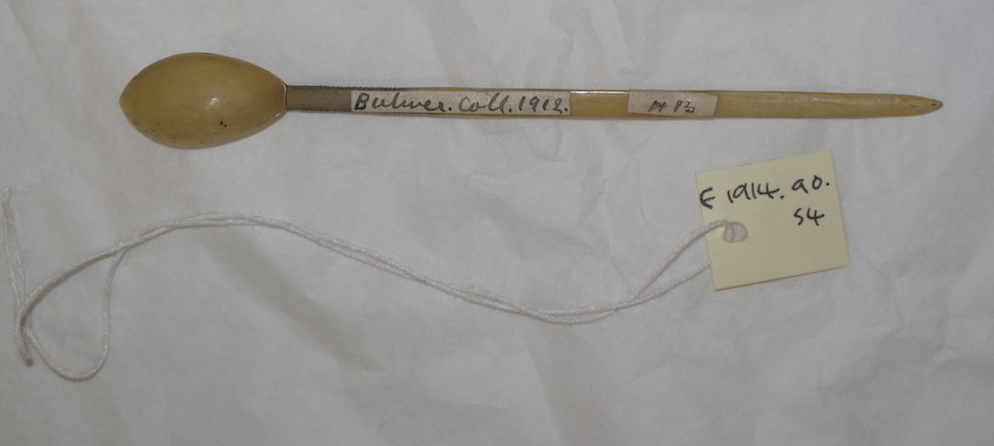 Bulwer. Coll. 1912.
E 1914. 90.
54